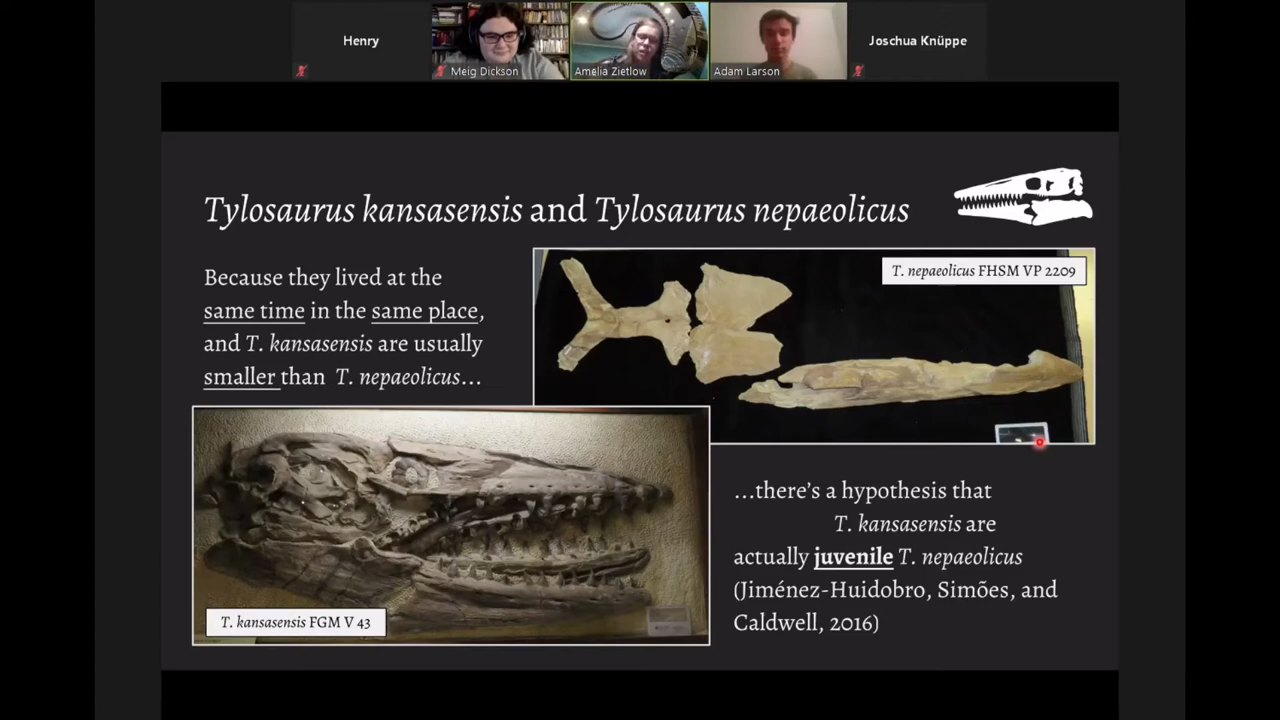 Henry
Meig Dickson
Amelia Zietlow
Adam Larson
Joschua Knüppe
Tylosaurus kansasensis and Tylosaurus nepaeolicus
Because they lived at the
same time in the same place,
and T. kansasensis are usually
smaller than T. nepaeolicus...
T. nepaeolicus FHSM VP 2209
T. kansasensis FGM V 43
...there's a hypothesis that
T. kansasensis are
actually juvenile T. nepaeolicus
(Jiménez-Huidobro, Simões, and
Caldwell, 2016)